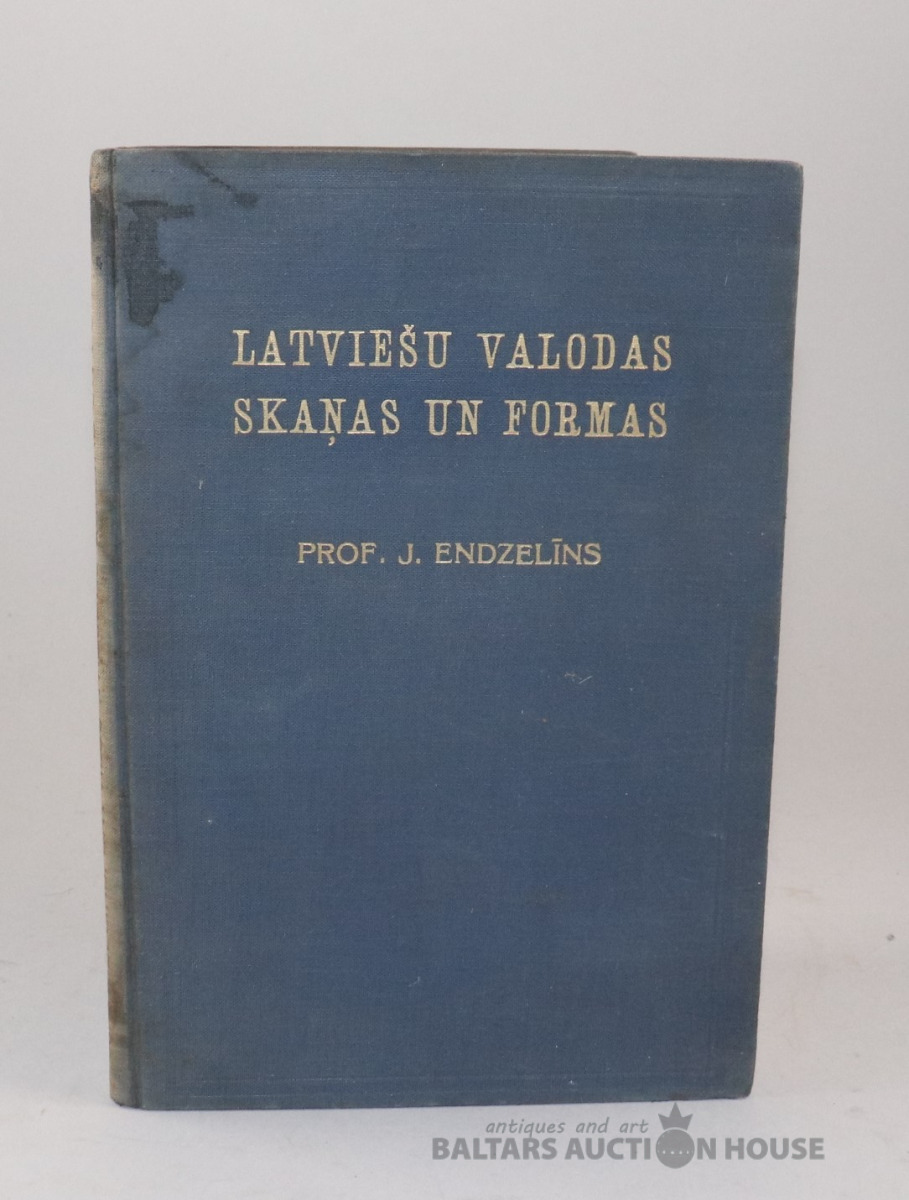 LATVIEŠU VALODAS
SKAŅAS UN FORMAS
PROF. J. ENDZELĪNS
antiques and art
BALTARS AUCTION HOUSE